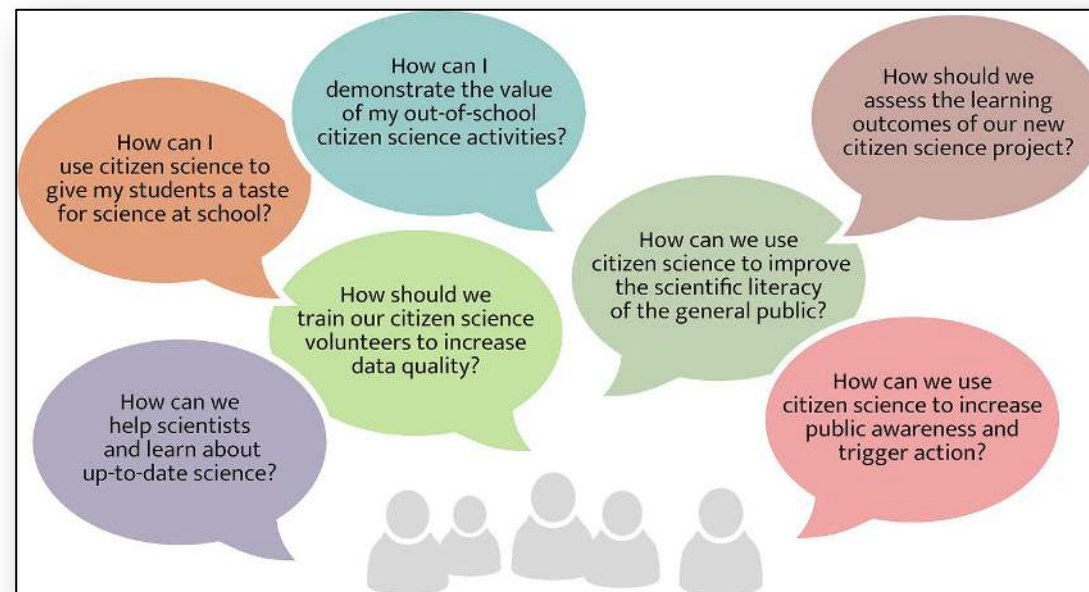 How can I
use citizen science to
give my students a taste
for science at school?
How can I
demonstrate the value
of my out-of-school
citizen science activities?
How should we
assess the learning
outcomes of our new
citizen science project?
How should we
train our citizen science
volunteers to increase
data quality?
How can we use
citizen science to improve
the scientific literacy
of the general public?
How can we
help scientists
and learn about
up-to-date science?
How can we use
citizen science to increase
public awareness and
trigger action?